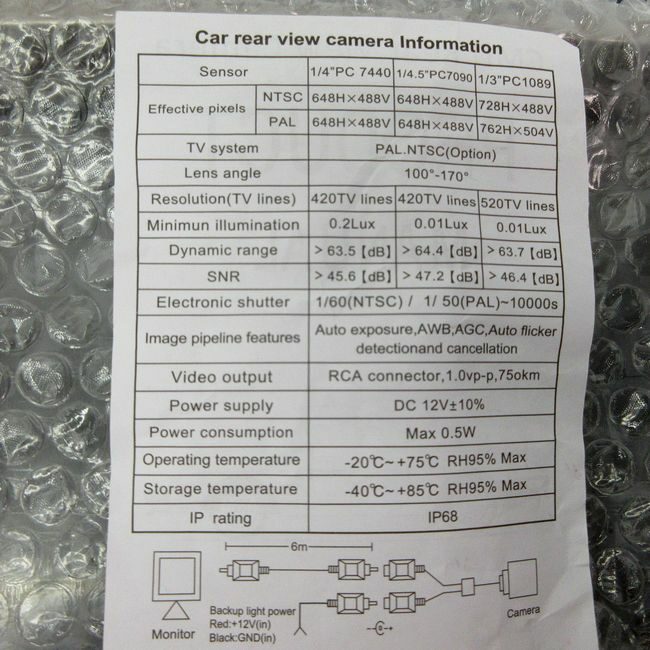 Car rear view camera Information
Sensor 1/4"PC 7440 1/4.5"PC7090 1/3"PC1089
Effective pixels NTSC 648H×488V 648H×488V 728H×488V
PAL 648H×488V 648H×488V 762H×504V
TV system PAL.NTSC(Option)
Lens angle 100°-170°
Resolution(TV lines) 420TV lines 420TV lines 520TV lines
Minimun illumination 0.2Lux 0.01Lux 0.01Lux
Dynamic range > 63.5【dB】 > 64.4【dB】 > 63.7【dB】
SNR > 45.6【dB】 > 47.2【dB】 > 46.4【dB】
Electronic shutter 1/60(NTSC) / 1/ 50(PAL)~10000s
Image pipeline features Auto exposure,AWB,AGC,Auto flicker
detectionand cancellation
Video output RCA connector,1.0vp-p,75okm
Power supply DC 12V±10%
Power consumption Max 0.5W
Operating temperature -20℃~ +75℃ RH95% Max
Storage temperature -40℃~ +85℃ RH95% Max
IP rating IP68
6m
Backup light power
Red:+12V(in)
Black:GND(in)
Monitor
Camera